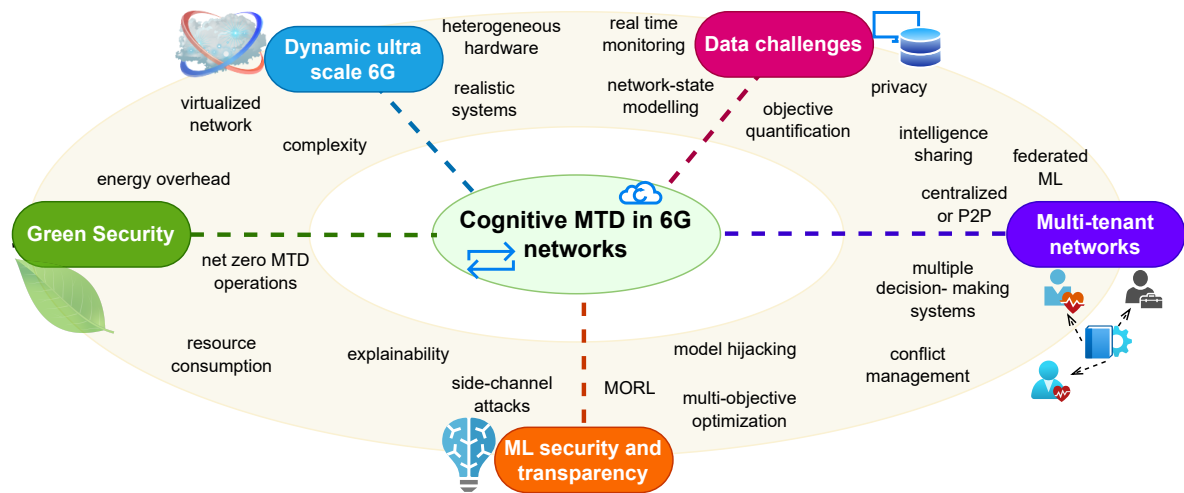 Dynamic ultra
scale 6G
heterogeneous
hardware
realistic
systems
virtualized
network
complexity
real time
monitoring
Data challenges
network-state
modelling
objective
quantification
privacy
intelligence
sharing
federated
ML
centralized
or P2P
Multi-tenant
networks
multiple
decision- making
systems
conflict
management
energy overhead
Green Security
net zero MTD
operations
resource
consumption
Cognitive MTD in 6G
networks
explainability
side-channel
attacks
MORL
model hijacking
multi-objective
optimization
ML security and
transparency